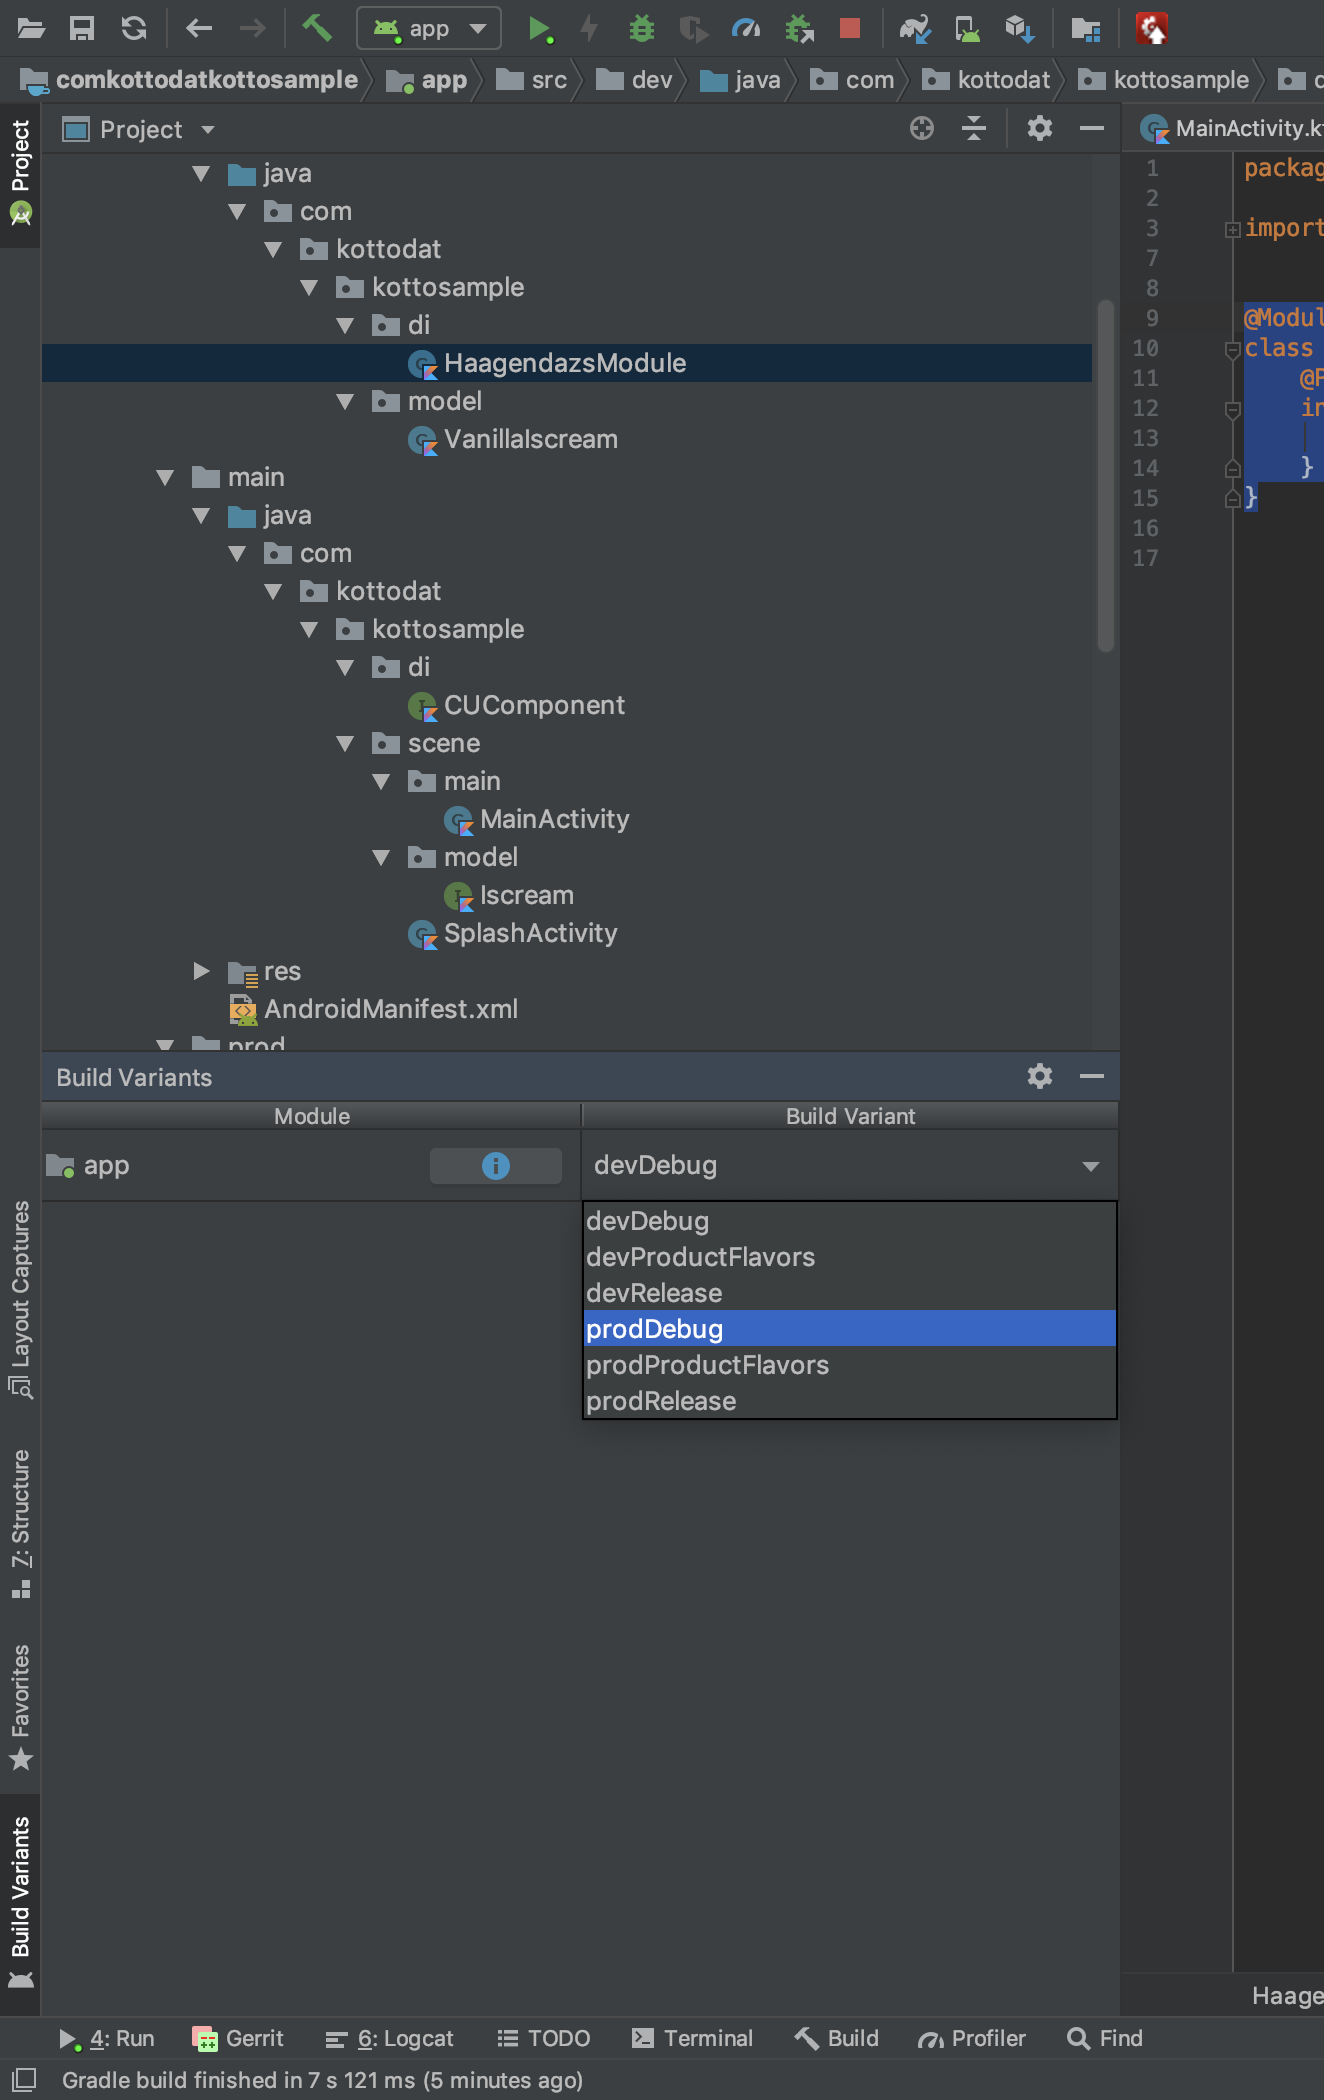 app
comkottodatkottosample app src dev java com kottodat kottosample
Project
MainActivity.k
Project
java
com
kottodat
kottosample
di
HaagendazsModule
model
VanillaIscream
main
java
com
kottodat
kottosample
di
CUComponent
scene
main
MainActivity
model
Iscream
SplashActivity
res
AndroidManifest.xml
prod
1 packag
2
3 import
7
8
9 @Modul
10 class
11
12 in
13
14 }
15 }
16
17
Build Variants
Module Build Variant
app devDebug
devDebug
devProductFlavors
devRelease
prodDebug
prodProductFlavors
prodRelease
Layout Captures
7: Structure
Favorites
Build Variants
Haage
4: Run Gerrit 6: Logcat TODO Terminal Build Profiler Find
Gradle build finished in 7 s 121 ms (5 minutes ago)